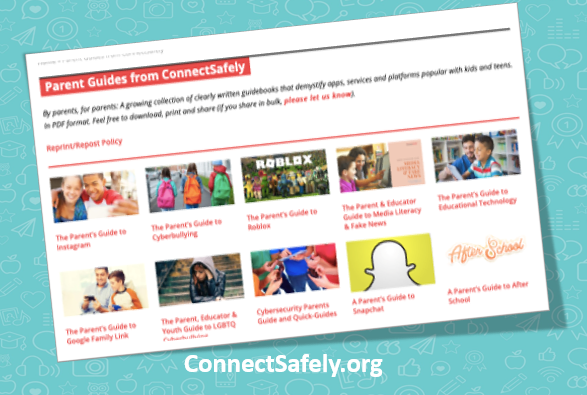 Parent Guides from ConnectSafely
By parents, for parents: A growing collection of clearly written guidebooks that demystify apps, services and platforms popular with kids and teens.
In PDF format. Feel free to download, print and share (if you share in bulk, please let us know).
Reprint/Repost Policy
ROBLOX
The Parent's Guide to
Instagram
The Parent's Guide to
Cyberbullying
The Parent's Guide to
Roblox
The Parent & Educator
Guide to Media Literacy
& Fake News
The Parent's Guide to
Educational Technology
After School
The Parent's Guide to
Google Family Link
The Parent, Educator &
Youth Guide to LGBTQ
Cyberbullying
Cybersecurity Parents
Guide and Quick-Guides
A Parent's Guide to
Snapchat
A Parent's Guide to After
School
ConnectSafely.org